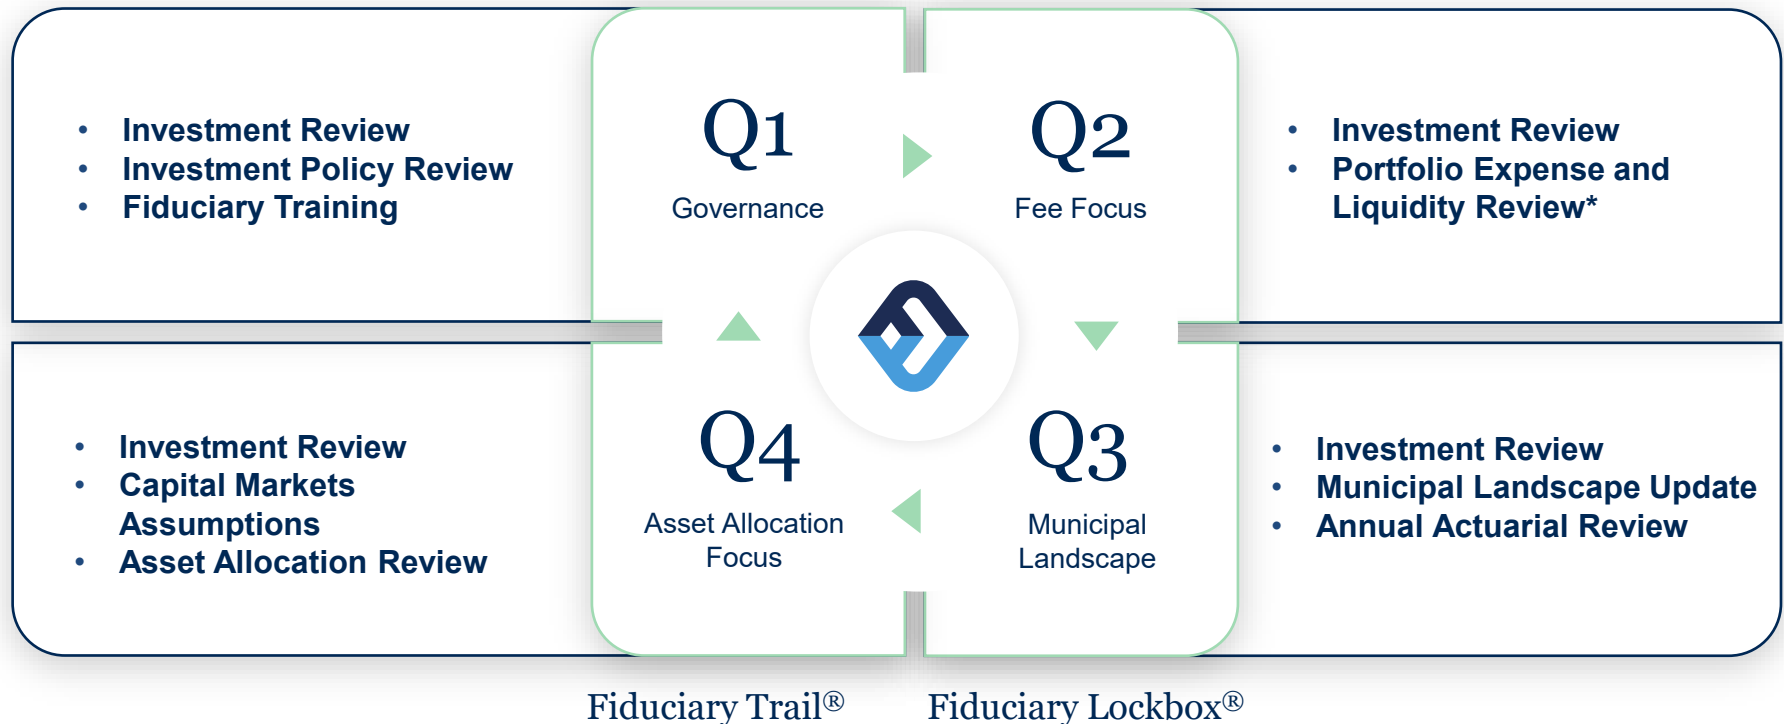 • Investment Review
• Investment Policy Review
• Fiduciary Training
Q1
Governance
Q2
Fee Focus
• Investment Review
• Portfolio Expense and
Liquidity Review*
• Investment Review
• Capital Markets
Assumptions
• Asset Allocation Review
Q4
Asset Allocation
Focus
Q3
Municipal
Landscape
• Investment Review
• Municipal Landscape Update
• Annual Actuarial Review
Fiduciary Trail®
Fiduciary Lockbox®